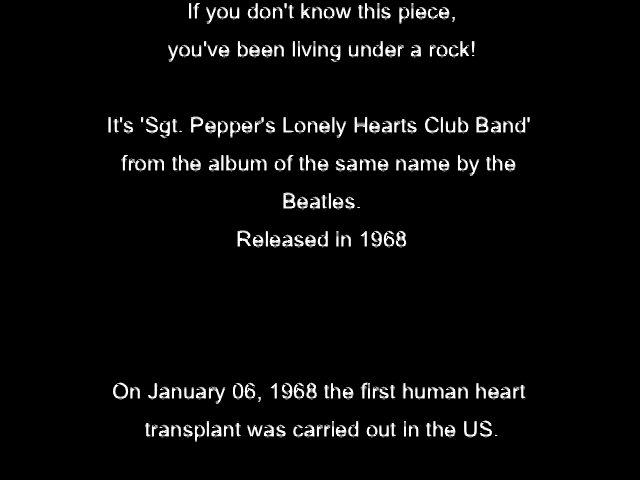 If you don't know this piece,
you've been living under a rock!
It's 'Sgt. Pepper's Lonely Hearts Club Band'
from the album of the same name by the
Beatles.
Released in 1968
On January 06, 1968 the first human heart
transplant was carried out in the US.